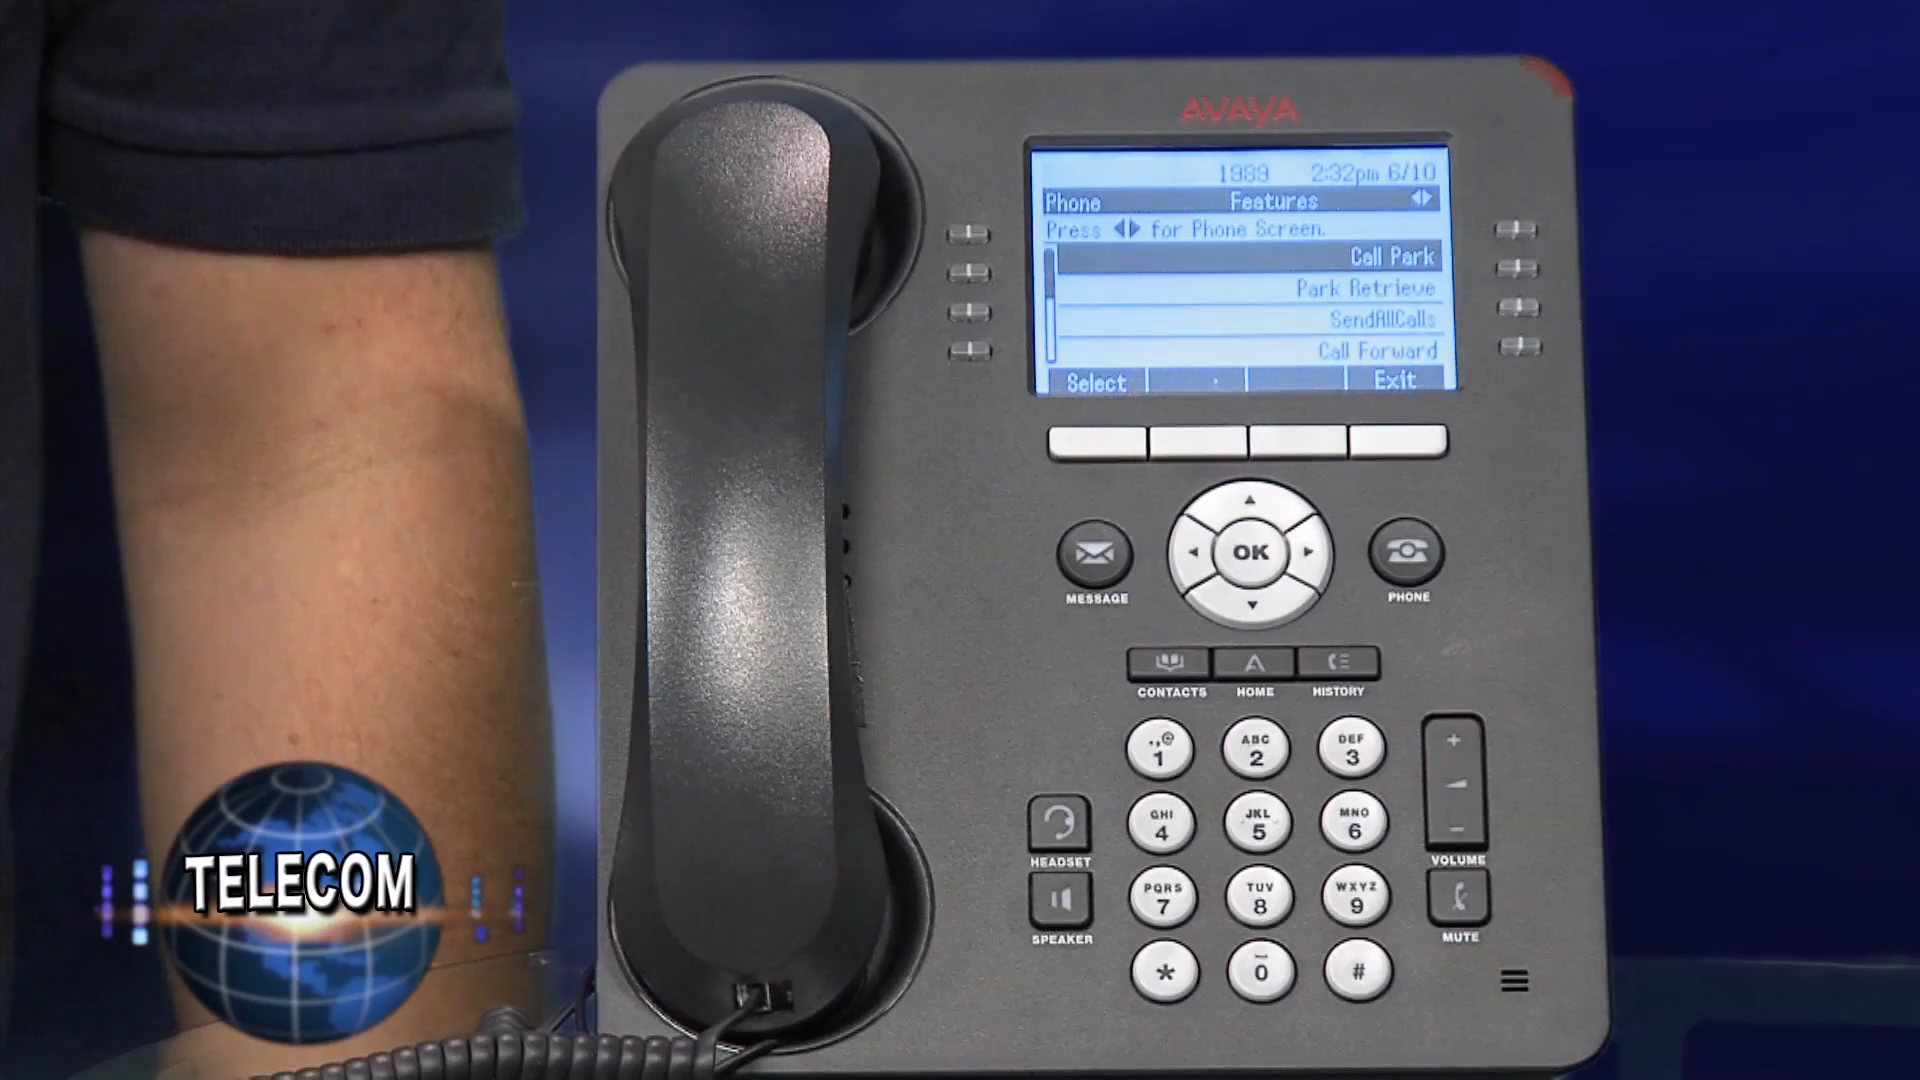 AVAYA
1989 2:32pm 6/10
Phone Features
Press ◀▶ for Phone Screen.
Call Park
Park Retrieve
SendAllCalls
Call Forward
Select Exit
OK
MESSAGE
PHONE
CONTACTS HOME HISTORY
.,@ 1
ABC 2
DEF 3
GHI 4
JKL 5
MNO 6
PQRS 7
TUV 8
WXYZ 9
* 0 #
HEADSET
SPEAKER
+
−
VOLUME
MUTE
TELECOM